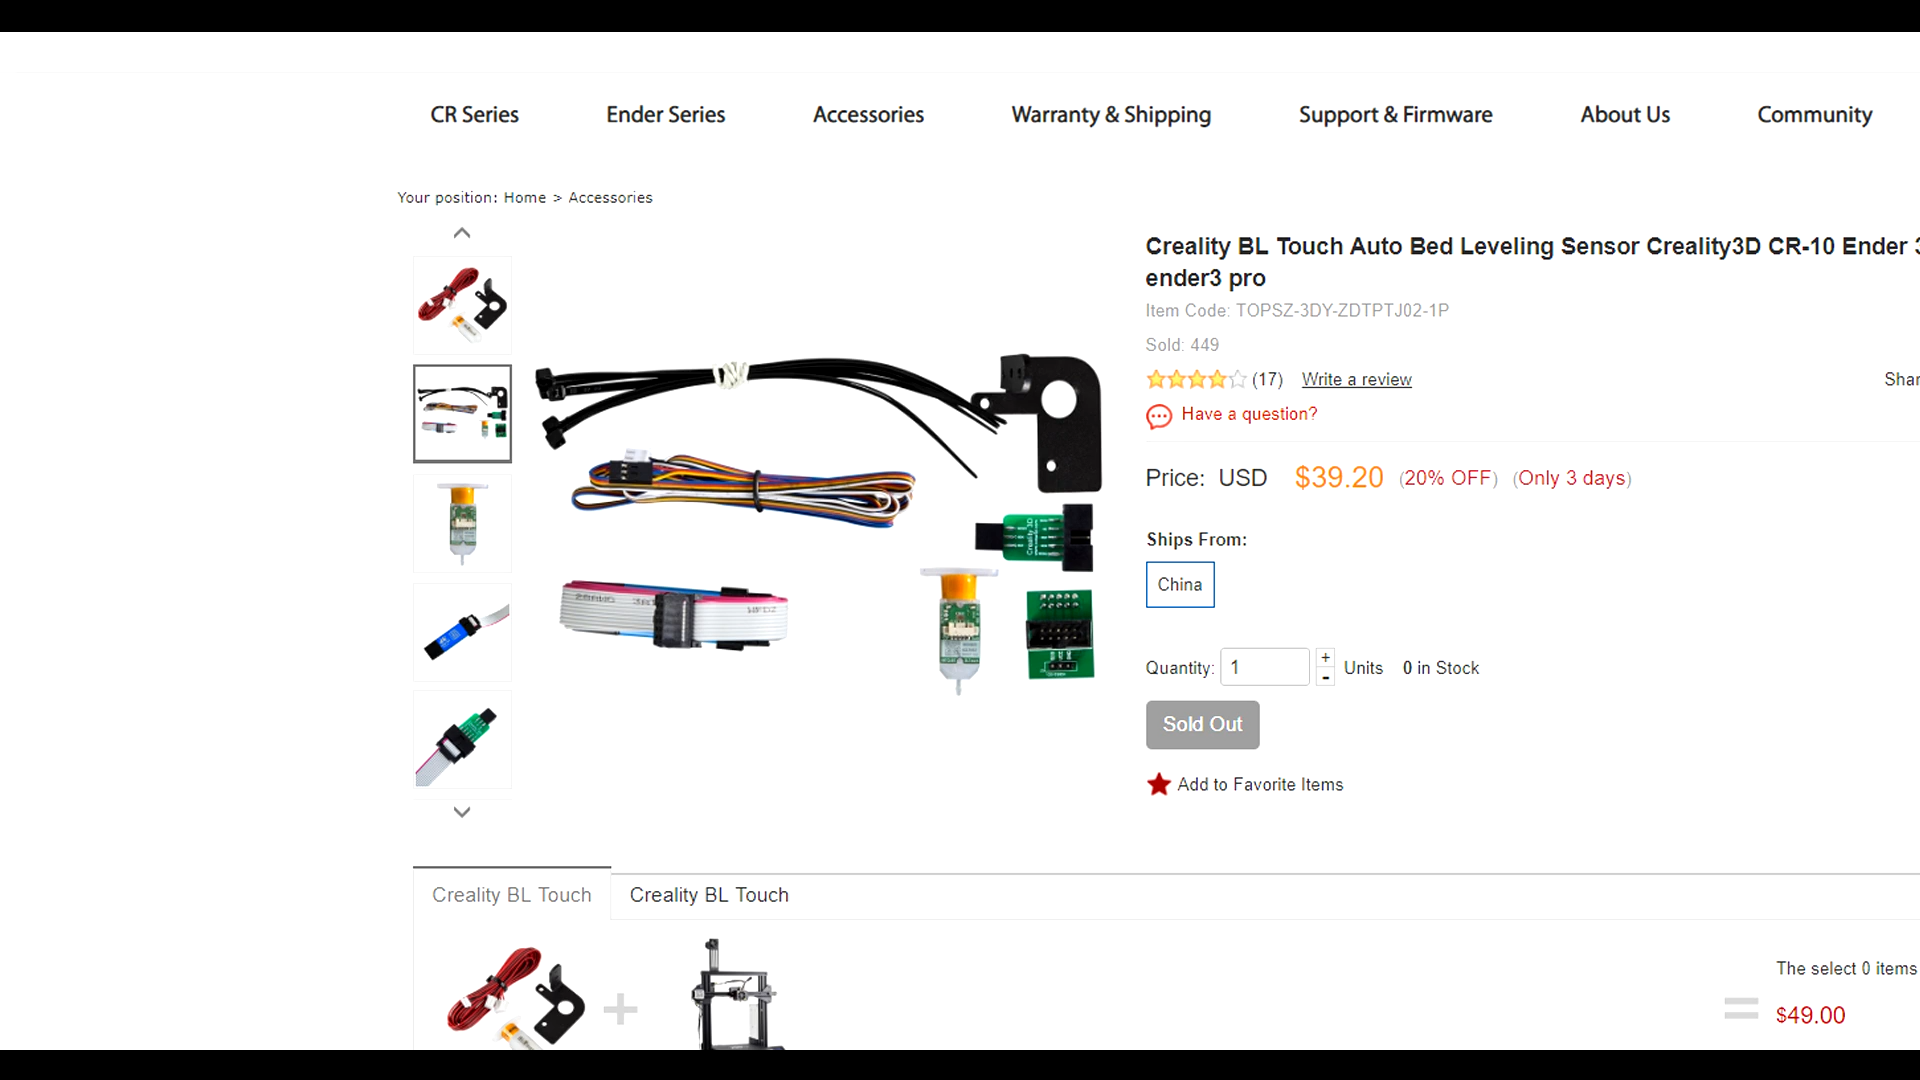 CR Series Ender Series Accessories Warranty & Shipping Support & Firmware About Us Community
Your position: Home > Accessories
Creality BL Touch Auto Bed Leveling Sensor Creality3D CR-10 Ender
ender3 pro
Item Code: TOPSZ-3DY-ZDTPTJ02-1P
Sold: 449
(17) Write a review
Shar
Have a question?
Price: USD $39.20 (20% OFF) (Only 3 days)
Ships From:
China
Quantity: 1 + - Units 0 in Stock
Sold Out
Add to Favorite Items
Creality 3D
Creality BL Touch Creality BL Touch
The select 0 items
$49.00